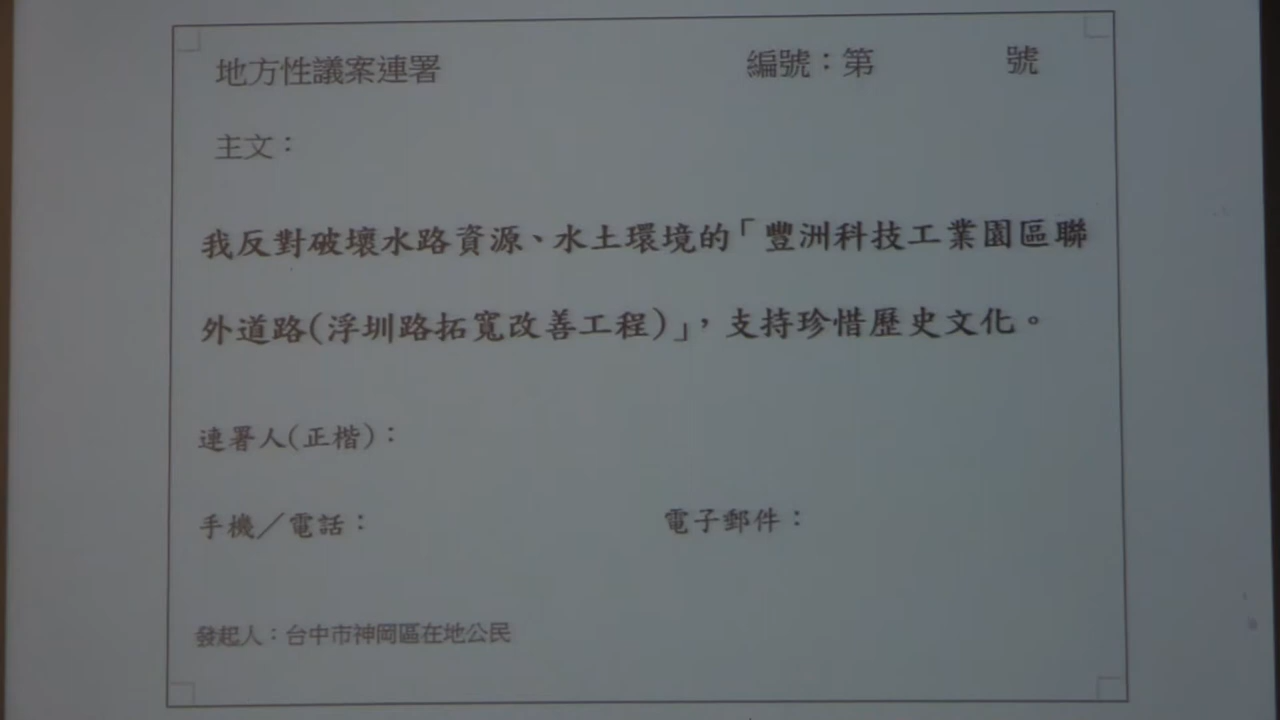 地方性議案連署 編號：第 號
主文：
我反對破壞水路資源、水土環境的「豐洲科技工業園區聯
外道路(浮圳路拓寬改善工程)」，支持珍惜歷史文化。
連署人(正楷)：
手機／電話： 電子郵件：
發起人：台中市神岡區在地公民